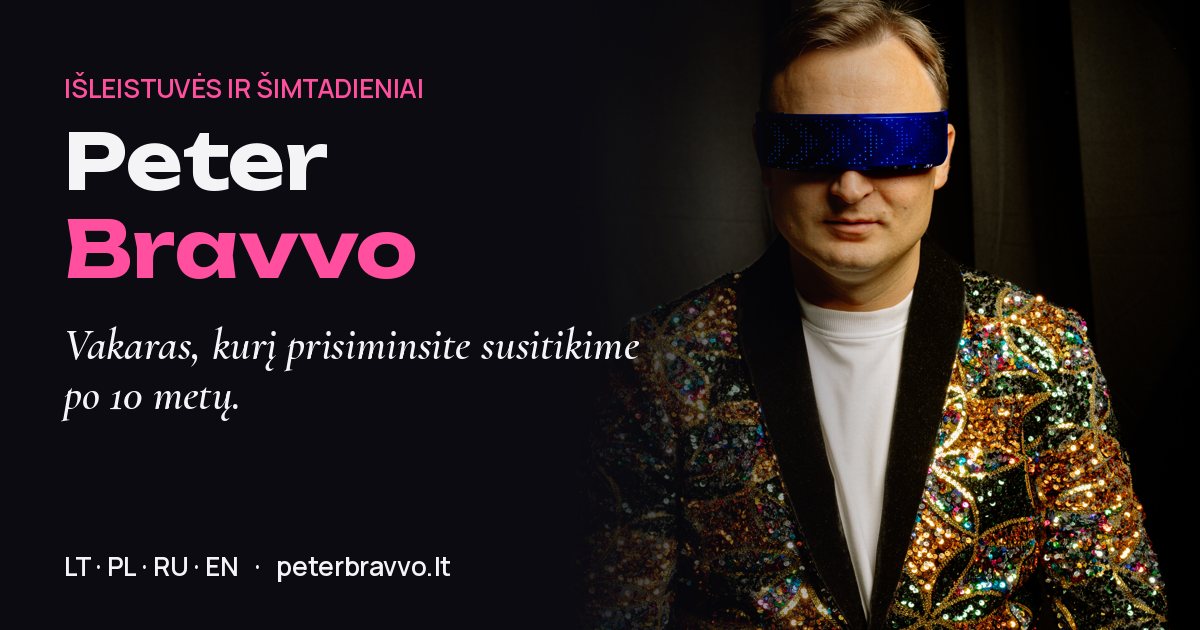 IŠLEISTUVĖS IR ŠIMTADIENIAI
Peter
Bravvo
Vakaras, kurį prisiminsite susitikime
po 10 metų.
LT · PL · RU · EN · peterbravvo.lt